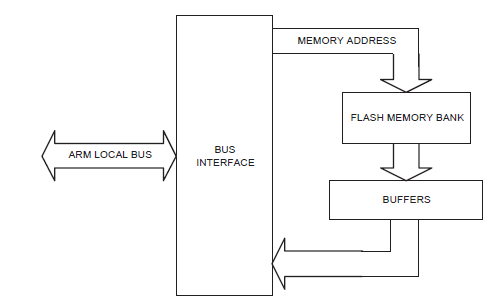 MEMORY ADDRESS
FLASH MEMORY BANK
ARM LOCAL BUS
BUS
INTERFACE
BUFFERS